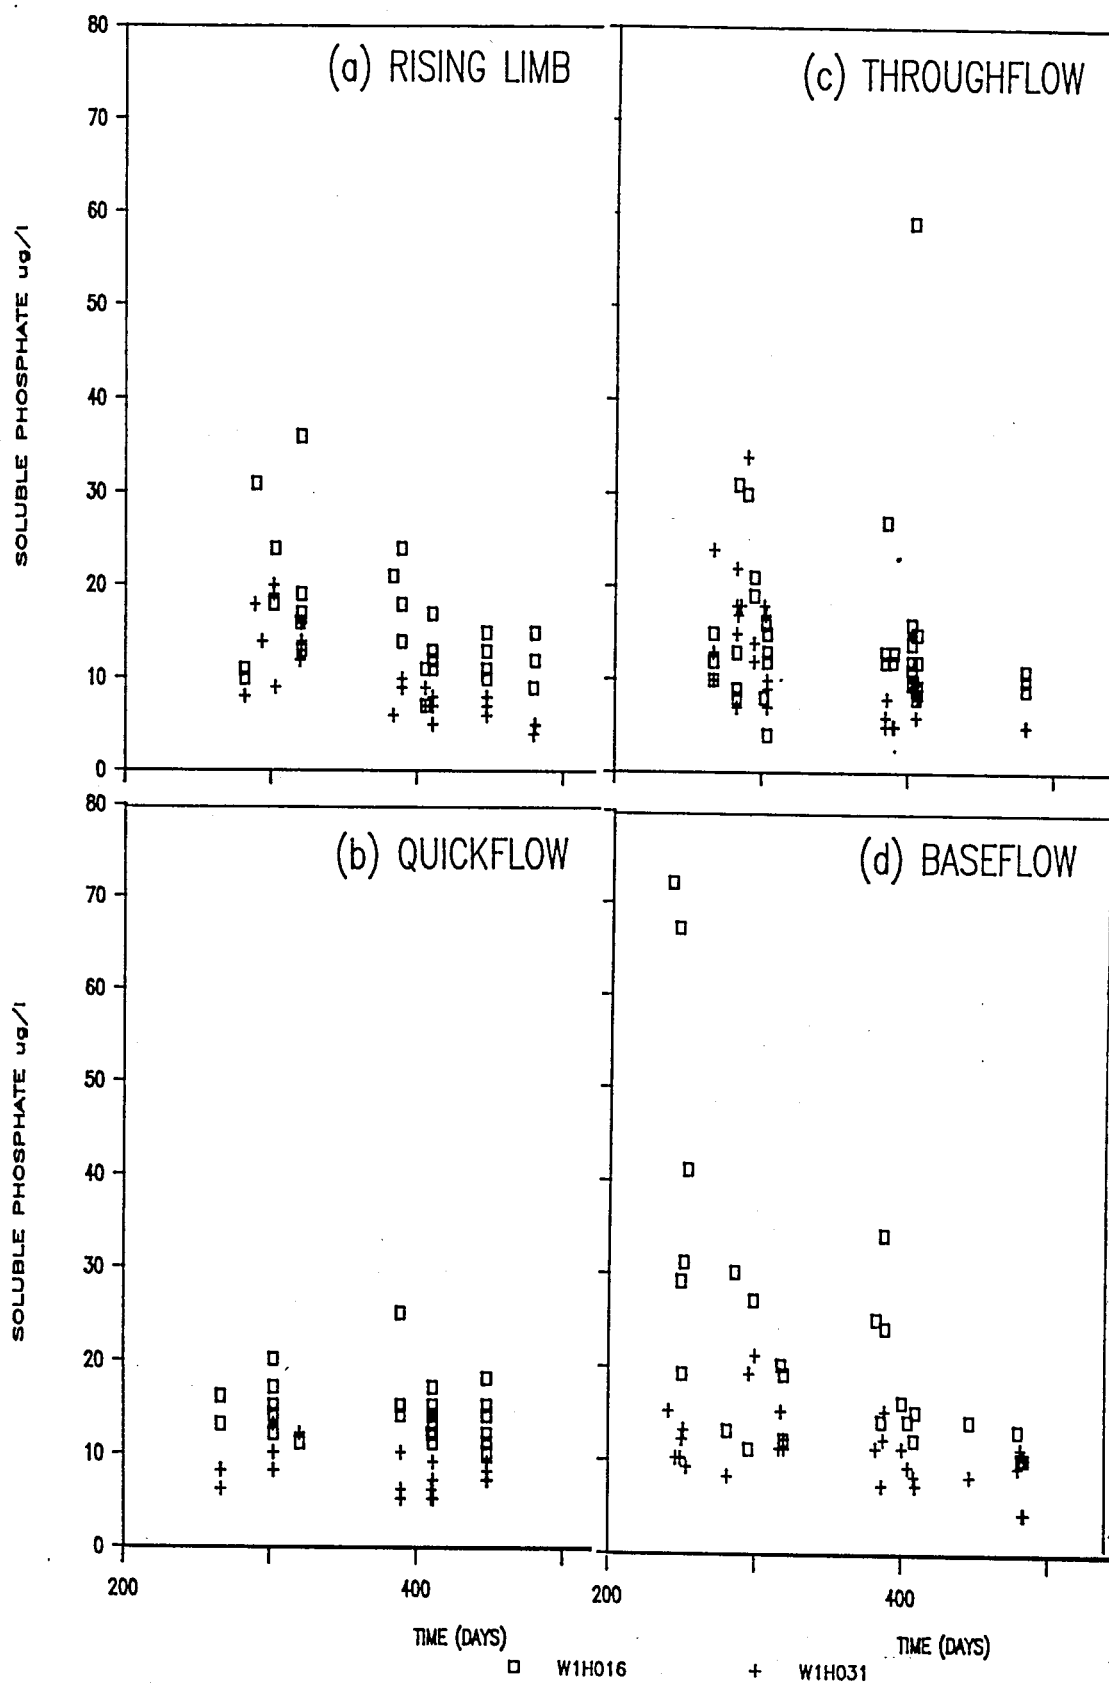 (a) RISING LIMB
(c) THROUGHFLOW
SOLUBLE PHOSPHATE ug/l
80
70
60
50
40
30
20
10
0
(b) QUICKFLOW
(d) BASEFLOW
SOLUBLE PHOSPHATE ug/l
80
70
60
50
40
30
20
10
0
200
400
200
400
TIME (DAYS)
TIME (DAYS)
W1H016
W1H031